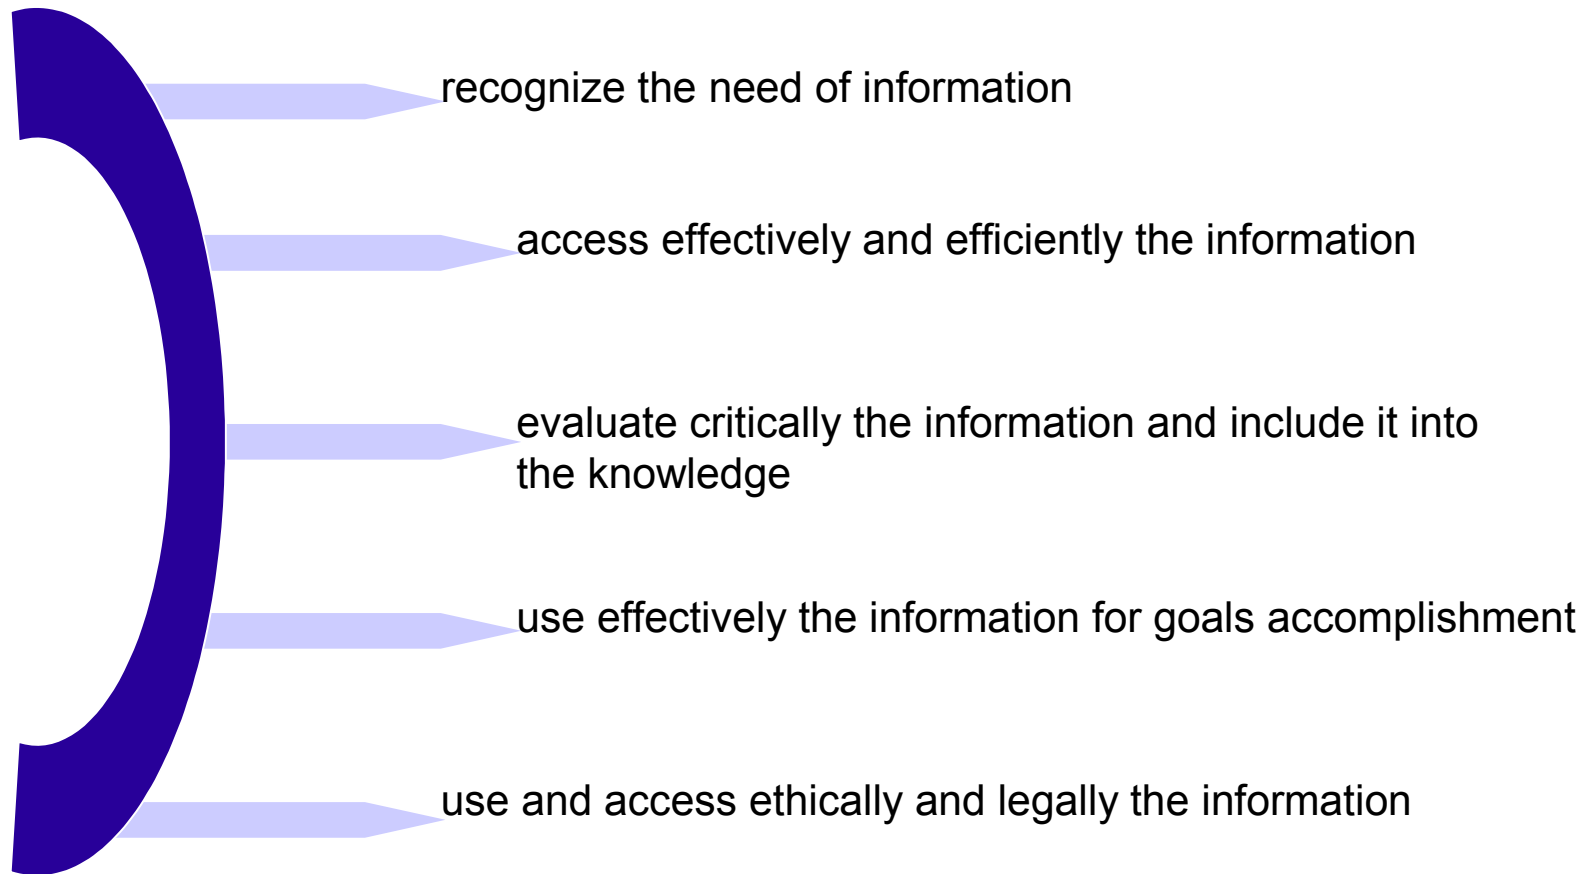 recognize the need of information
access effectively and efficiently the information
evaluate critically the information and include it into
the knowledge
use effectively the information for goals accomplishment
use and access ethically and legally the information